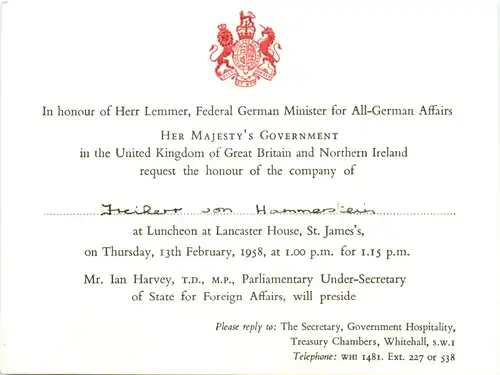 In honour of Herr Lemmer, Federal German Minister for All-German Affairs
HER MAJESTY'S GOVERNMENT
in the United Kingdom of Great Britain and Northern Ireland
request the honour of the company of
Freiherr von Hammerstein
at Luncheon at Lancaster House, St. James's,
on Thursday, 13th February, 1958, at 1.00 p.m. for 1.15 p.m.
Mr. Ian Harvey, T.D., M.P., Parliamentary Under-Secretary
of State for Foreign Affairs, will preside
Please reply to: The Secretary, Government Hospitality,
Treasury Chambers, Whitehall, S.W.1
Telephone: WHI 1481. Ext. 227 or 538